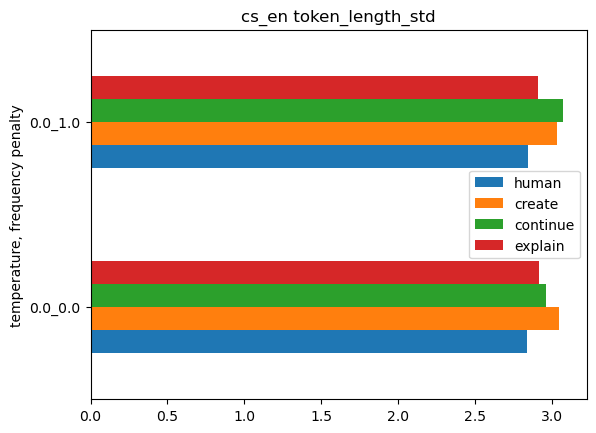 cs_en token_length_std
temperature, frequency penalty
0.0_1.0
0.0_0.0
human
create
continue
explain
0.0 0.5 1.0 1.5 2.0 2.5 3.0